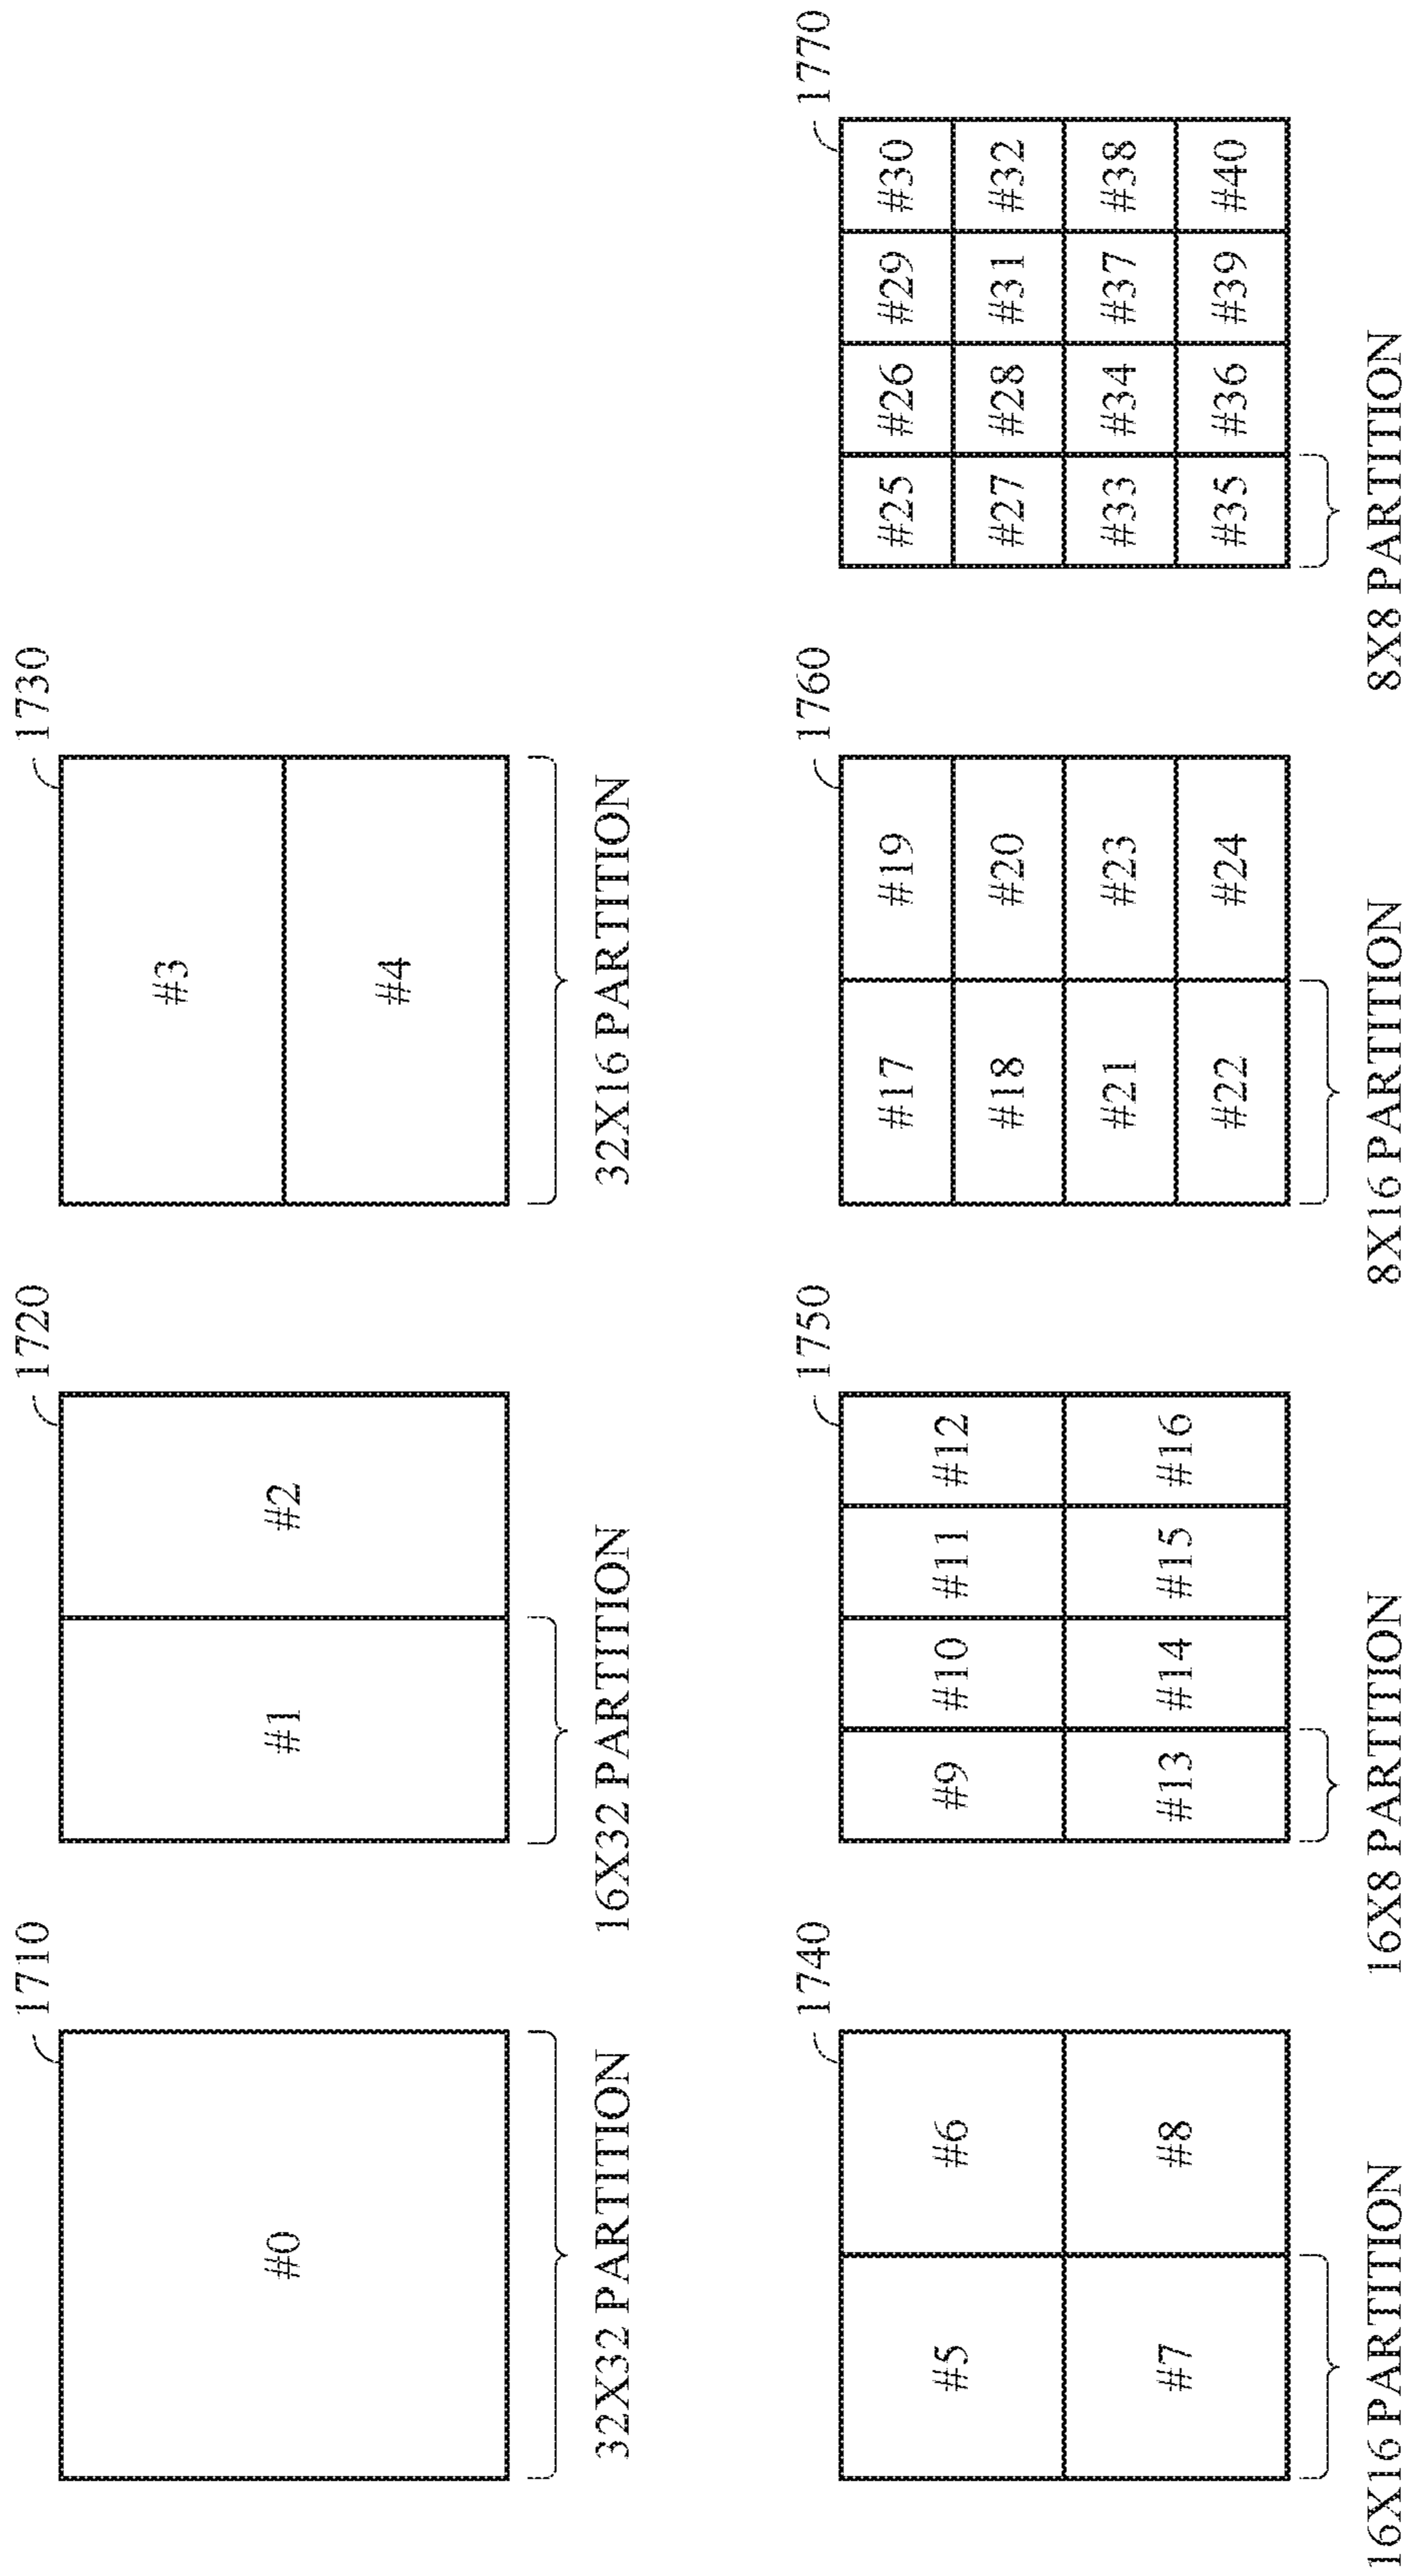 1710
#0
32X32 PARTITION
1720
#1 #2
16X32 PARTITION
1730
#3
#4
32X16 PARTITION
1740
#5 #6
#7 #8
16X16 PARTITION
1750
#9 #10 #11 #12
#13 #14 #15 #16
16X8 PARTITION
1760
#17 #19
#18 #20
#21 #23
#22 #24
8X16 PARTITION
1770
#25 #26 #29 #30
#27 #28 #31 #32
#33 #34 #37 #38
#35 #36 #39 #40
8X8 PARTITION